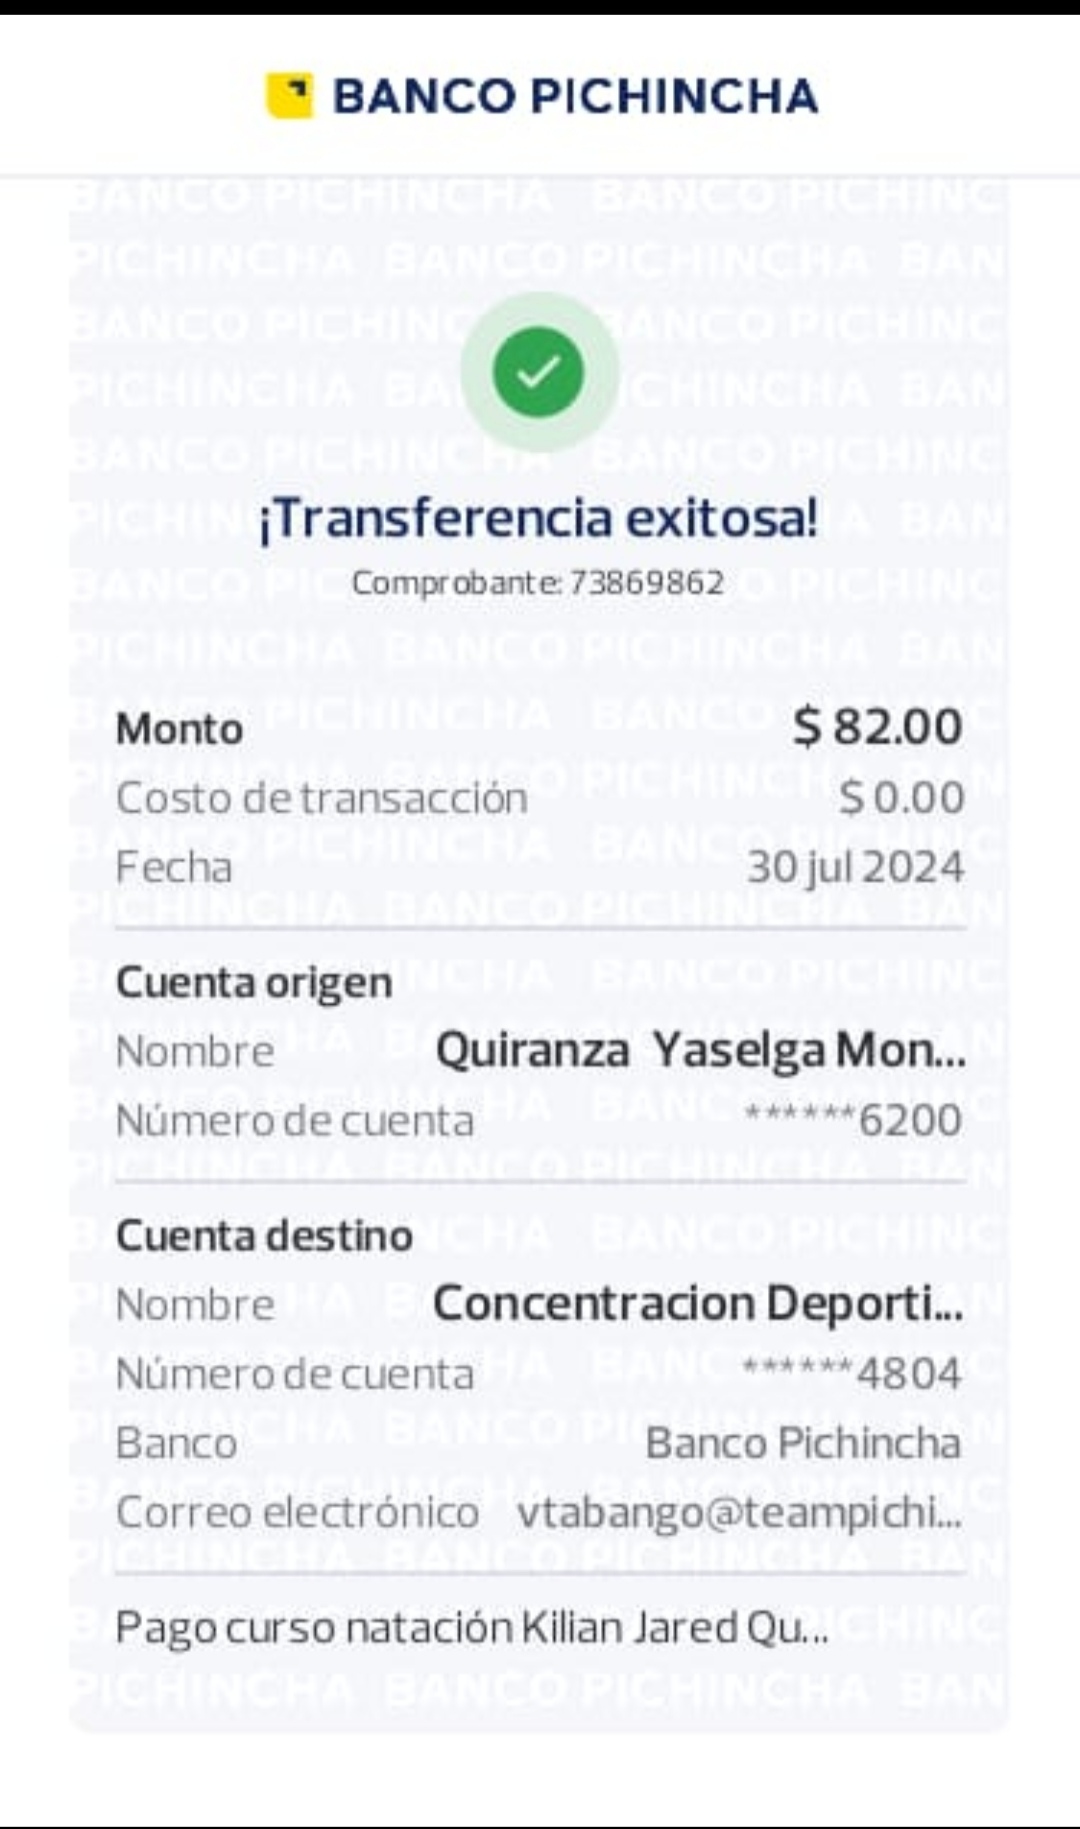 BANCO PICHINCHA
¡Transferencia exitosa!
Comprobante: 73869862
Monto $ 82.00
Costo de transacción $ 0.00
Fecha 30 jul 2024
Cuenta origen
Nombre Quiranza Yaselga Mon...
Número de cuenta ******6200
Cuenta destino
Nombre Concentracion Deporti...
Número de cuenta ******4804
Banco Banco Pichincha
Correo electrónico vtabango@teampichi...
Pago curso natación Kilian Jared Qu...